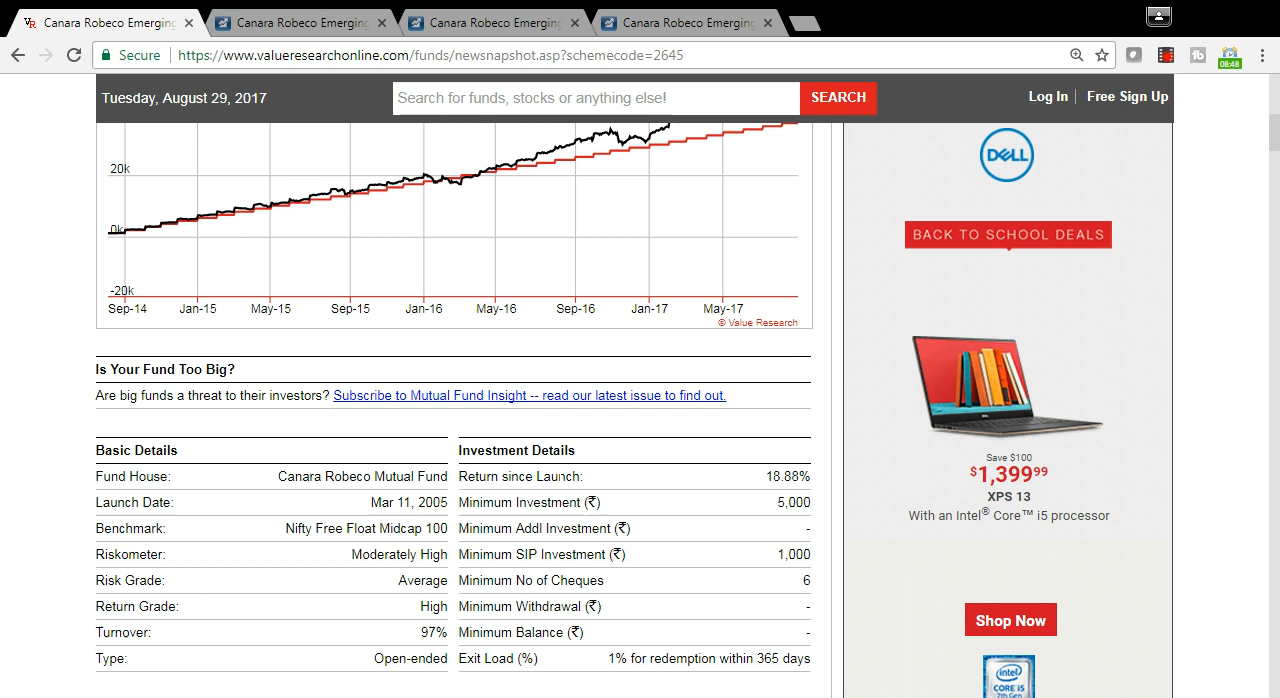 Canara Robeco Emerging
Canara Robeco Emerging
Canara Robeco Emerging
Canara Robeco Emerging
Secure https://www.valueresearchonline.com/funds/newsnapshot.asp?schemecode=2645
08:48
Tuesday, August 29, 2017
Search for funds, stocks or anything else!
SEARCH
Log In
Free Sign Up
20k
0k
-20k
Sep-14 Jan-15 May-15 Sep-15 Jan-16 May-16 Sep-16 Jan-17 May-17
© Value Research
Is Your Fund Too Big?
Are big funds a threat to their investors? Subscribe to Mutual Fund Insight -- read our latest issue to find out.
Basic Details
Fund House: Canara Robeco Mutual Fund
Launch Date: Mar 11, 2005
Benchmark: Nifty Free Float Midcap 100
Riskometer: Moderately High
Risk Grade: Average
Return Grade: High
Turnover: 97%
Type: Open-ended
Investment Details
Return since Launch: 18.88%
Minimum Investment (₹) 5,000
Minimum Addl Investment (₹) -
Minimum SIP Investment (₹) 1,000
Minimum No of Cheques 6
Minimum Withdrawal (₹) -
Minimum Balance (₹) -
Exit Load (%) 1% for redemption within 365 days
DELL
BACK TO SCHOOL DEALS
Save $100
$1,399⁹⁹
XPS 13
With an Intel® Core™ i5 processor
Shop Now
intel
CORE i5
7th Gen